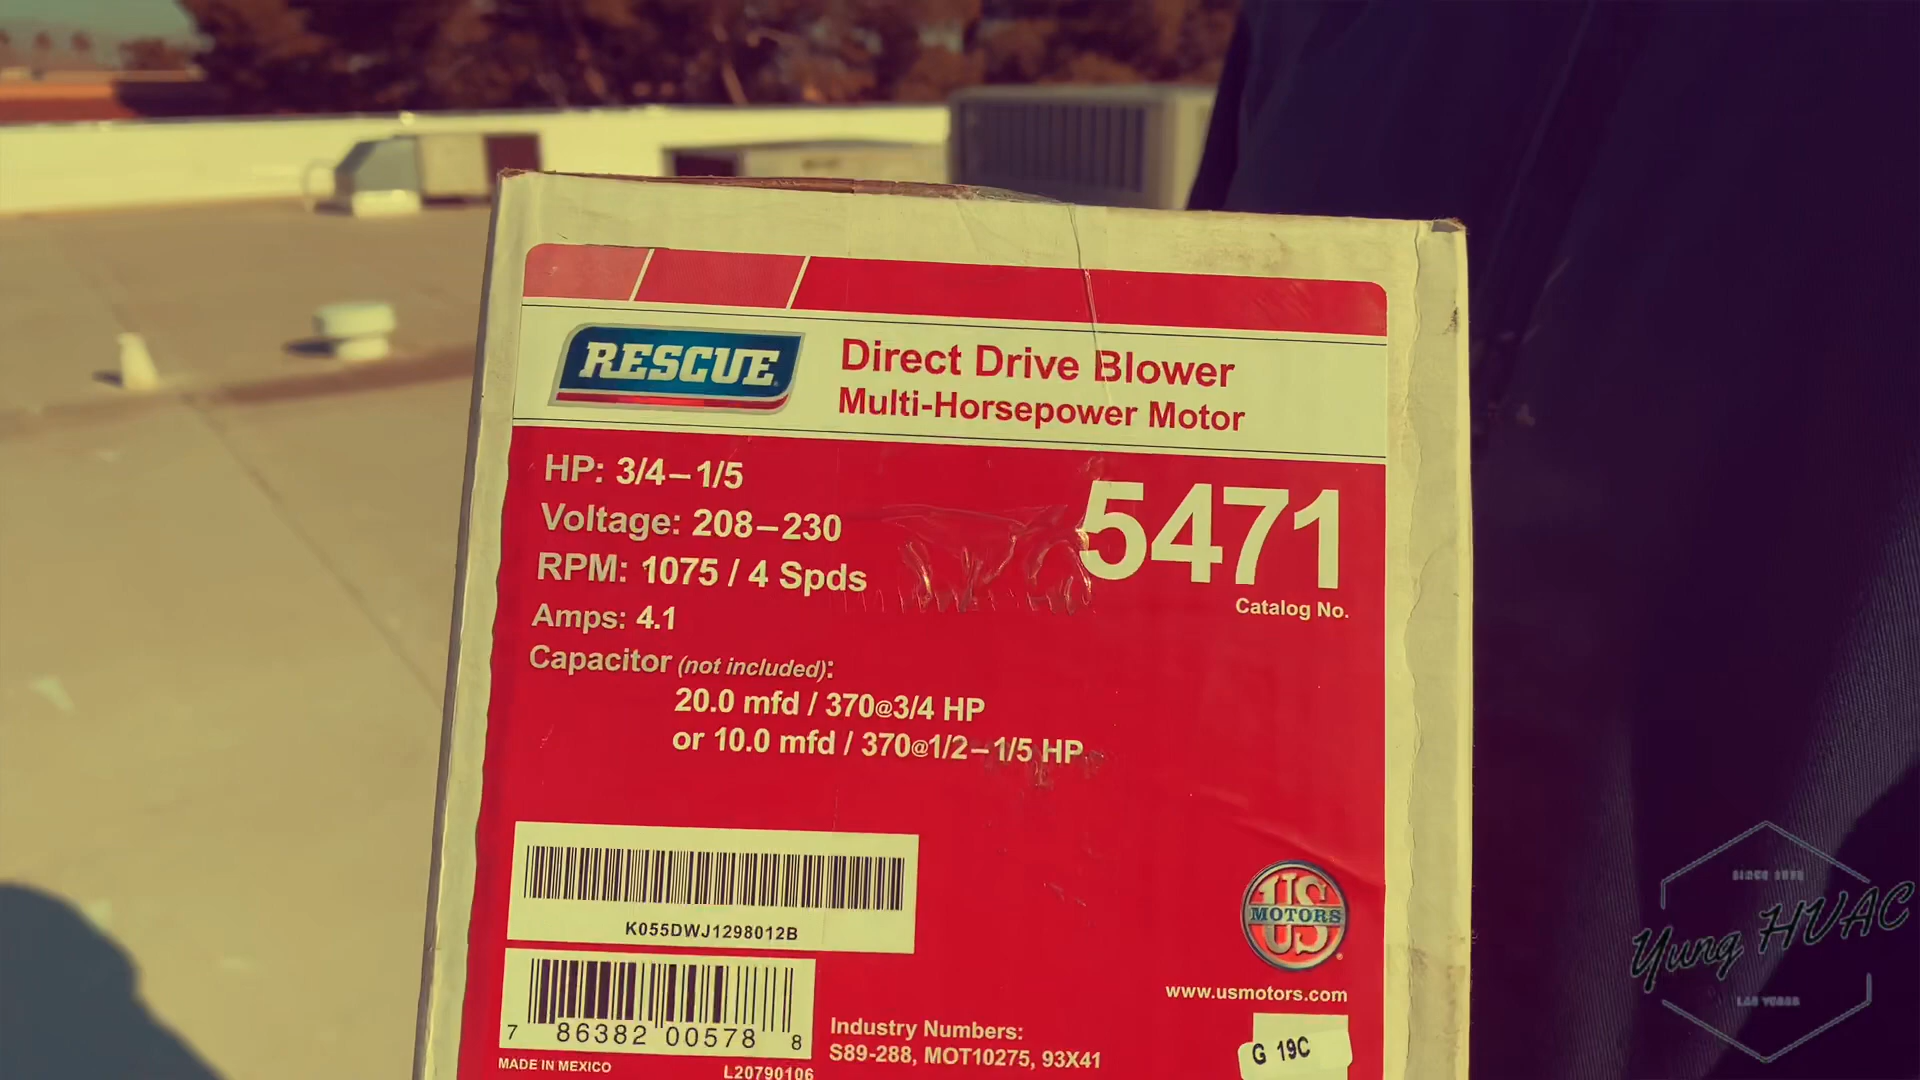 RESCUE
Direct Drive Blower
Multi-Horsepower Motor
HP: 3/4–1/5
Voltage: 208–230
RPM: 1075 / 4 Spds
Amps: 4.1
Capacitor (not included):
20.0 mfd / 370@3/4 HP
or 10.0 mfd / 370@1/2–1/5 HP
5471
Catalog No.
K055DWJ1298012B
7 86382 00578 8
MADE IN MEXICO
L20790106
US
MOTORS
www.usmotors.com
Industry Numbers:
S89-288, MOT10275, 93X41
G 19C
Yung HVAC
LAS VEGAS